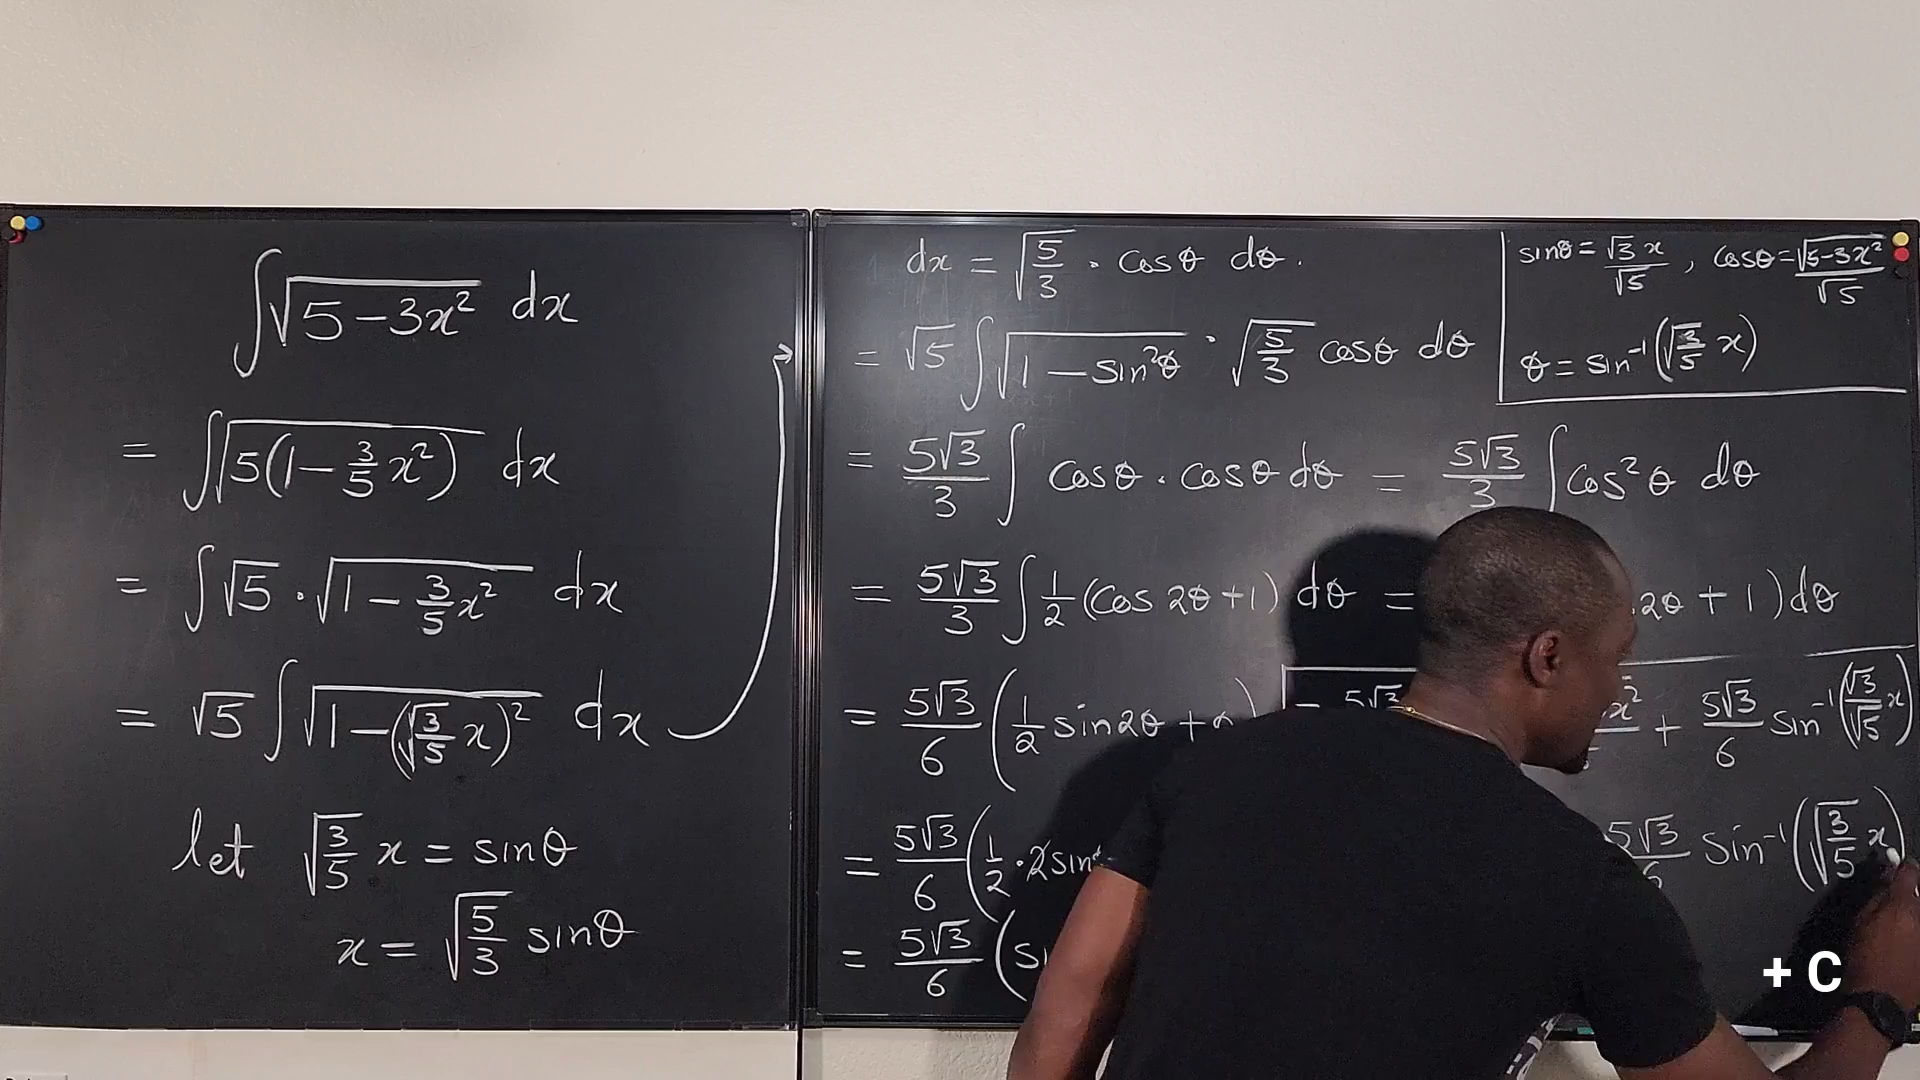 ∫√(5-3x²) dx
= ∫√(5(1-3/5 x²)) dx
= ∫√5 · √(1-3/5 x²) dx
= √5 ∫√(1-(√(3/5) x)²) dx
let √(3/5) x = sinθ
x = √(5/3) sinθ
dx = √(5/3) · cosθ dθ.
= √5 ∫√(1-sin²θ) · √(5/3) cosθ dθ
= 5√3/3 ∫ cosθ · cosθ dθ = 5√3/3 ∫cos²θ dθ
= 5√3/3 ∫1/2 (cos 2θ+1) dθ = 2θ + 1) dθ
= 5√3/6 (1/2 sin2θ + θ)
= 5√3/6 (1/2 · 2sin
= 5√3/6 (
sinθ = √3 x/√5, cosθ = √(5-3x²)/√5
θ = sin⁻¹(√(3/5) x)
= 5√3 x² + 5√3/6 sin⁻¹(√3/√5 x)
5√3/6 sin⁻¹(√(3/5) x)
+ C